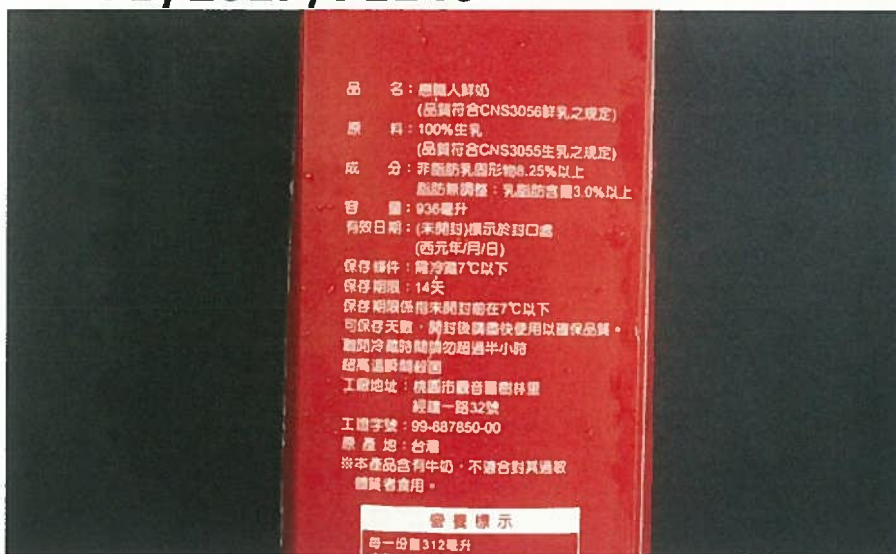 品　　名：應職人鮮奶
(品質符合CNS3056鮮乳之規定)
原　　料：100%生乳
(品質符合CNS3055生乳之規定)
成　　分：非脂肪乳固形物8.25%以上
脂肪無調整：乳脂肪含量3.0%以上
容　　量：936毫升
有效日期：(未開封)標示於封口處
(西元年/月/日)
保存條件：需冷藏7℃以下
保存期限：14天
保存期限係指未開封前在7℃以下
可保存天數，開封後請盡快使用以確保品質。
離開冷藏時間請勿超過半小時
超高溫瞬間殺菌
工廠地址：桃園市觀音區樹林里
經建一路32號
工證字號：99-687850-00
原 產 地：台灣
※本產品含有牛奶，不適合對其過敏
體質者食用。
營養標示
每一份量312毫升